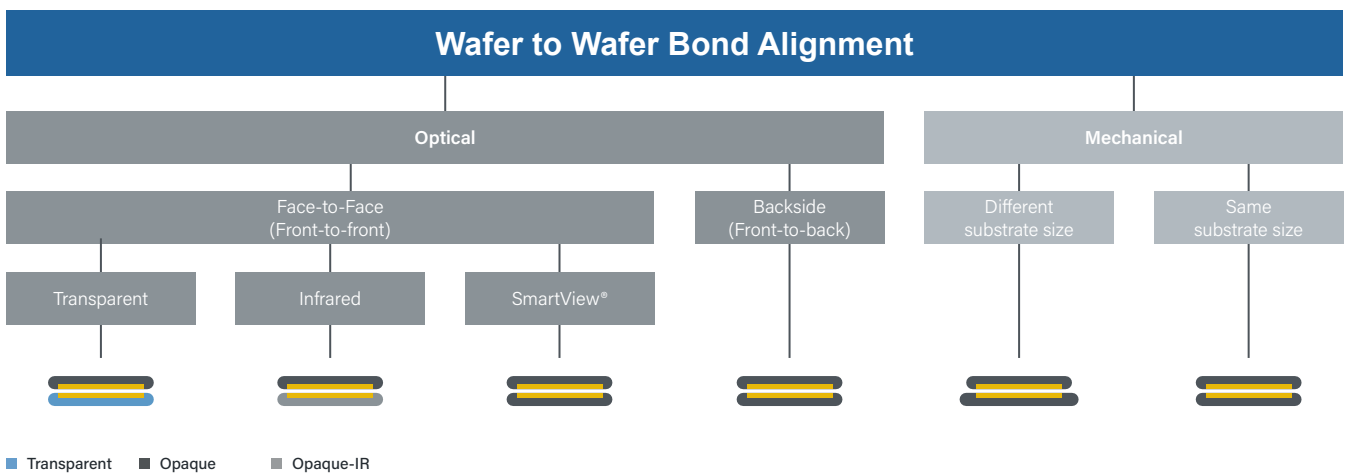 Wafer to Wafer Bond Alignment
Optical
Mechanical
Face-to-Face
(Front-to-front)
Backside
(Front-to-back)
Different
substrate size
Same
substrate size
Transparent
Infrared
SmartView®
Transparent
Opaque
Opaque-IR